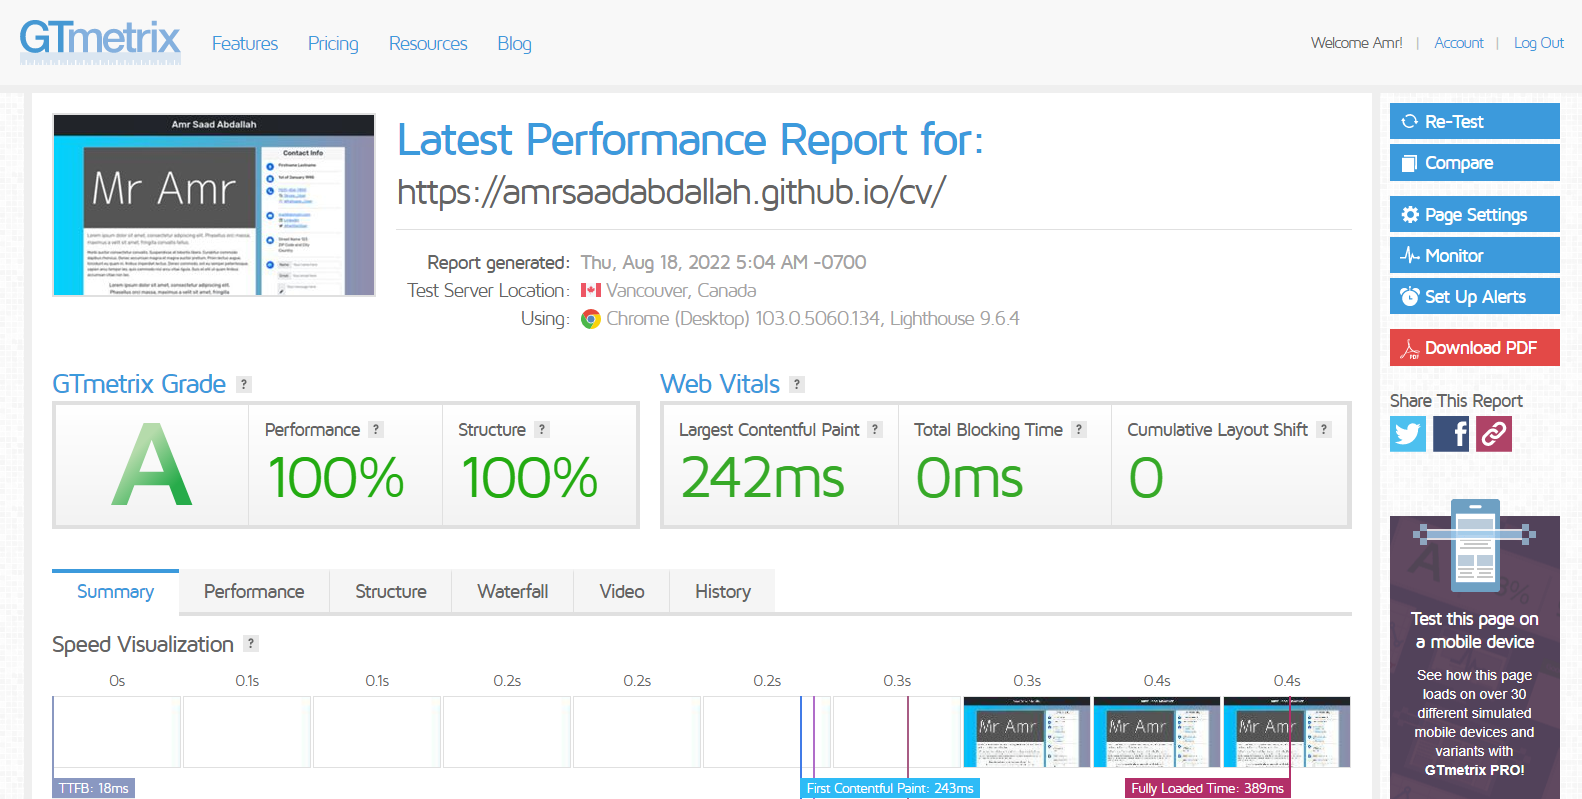 GTmetrix
Features Pricing Resources Blog
Welcome Amr! | Account | Log Out
Amr Saad Abdallah
Mr Amr
Contact Info
Latest Performance Report for:
https://amrsaadabdallah.github.io/cv/
Report generated: Thu, Aug 18, 2022 5:04 AM -0700
Test Server Location: Vancouver, Canada
Using: Chrome (Desktop) 103.0.5060.134, Lighthouse 9.6.4
Re-Test
Compare
Page Settings
Monitor
Set Up Alerts
Download PDF
Share This Report
GTmetrix Grade ?
A
Performance ?
100%
Structure ?
100%
Web Vitals ?
Largest Contentful Paint ?
242ms
Total Blocking Time ?
0ms
Cumulative Layout Shift ?
0
Summary Performance Structure Waterfall Video History
Speed Visualization ?
0s 0.1s 0.1s 0.2s 0.2s 0.2s 0.3s 0.3s 0.4s 0.4s
Mr Amr Mr Amr Mr Amr
TTFB: 18ms First Contentful Paint: 243ms Fully Loaded Time: 389ms
Test this page on
a mobile device
See how this page
loads on over 30
different simulated
mobile devices and
variants with
GTmetrix PRO!